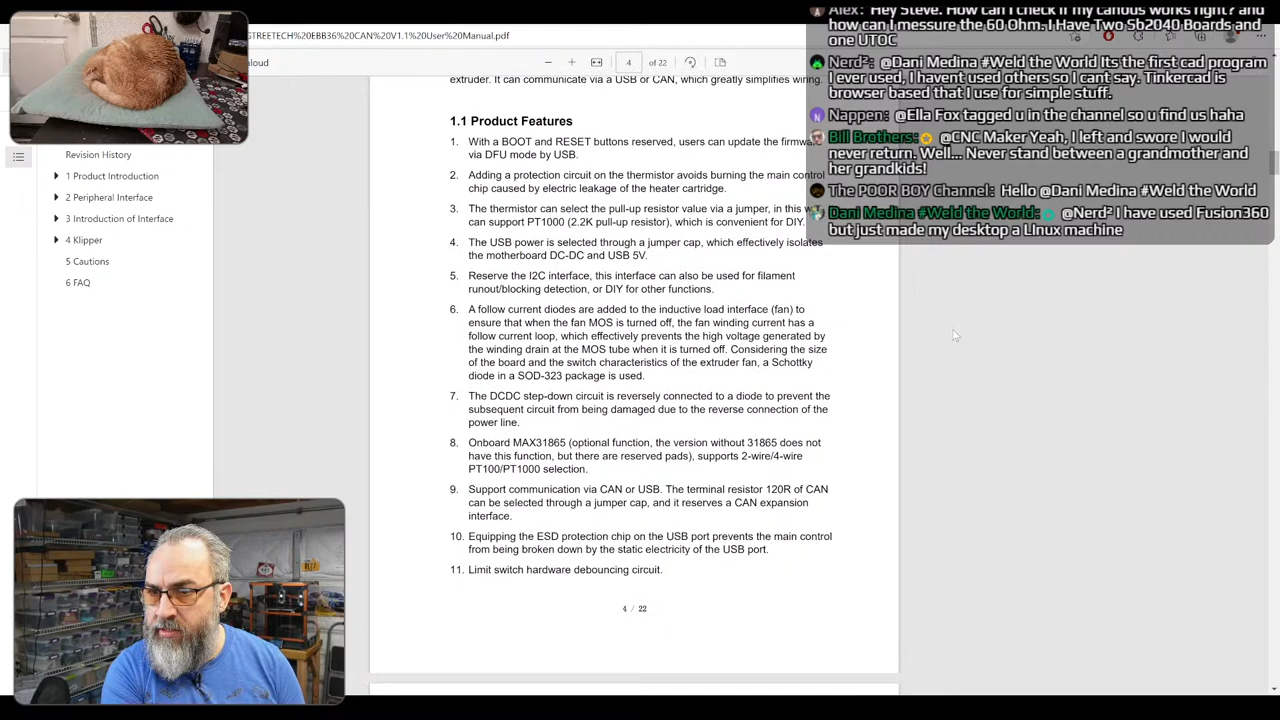 STREETECH%20EBB36%20CAN%20V1.1%20User%20Manual.pdf
nload
4 of 22
Revision History
1 Product Introduction
2 Peripheral Interface
3 Introduction of Interface
4 Klipper
5 Cautions
6 FAQ
extruder. It can communicate via a USB or CAN, which greatly simplifies wiring.
1.1 Product Features
1. With a BOOT and RESET buttons reserved, users can update the firmwa
via DFU mode by USB.
2. Adding a protection circuit on the thermistor avoids burning the main control
chip caused by electric leakage of the heater cartridge.
3. The thermistor can select the pull-up resistor value via a jumper, in this w
can support PT1000 (2.2K pull-up resistor), which is convenient for DIY.
4. The USB power is selected through a jumper cap, which effectively isolates
the motherboard DC-DC and USB 5V.
5. Reserve the I2C interface, this interface can also be used for filament
runout/blocking detection, or DIY for other functions.
6. A follow current diodes are added to the inductive load interface (fan) to
ensure that when the fan MOS is turned off, the fan winding current has a
follow current loop, which effectively prevents the high voltage generated by
the winding drain at the MOS tube when it is turned off. Considering the size
of the board and the switch characteristics of the extruder fan, a Schottky
diode in a SOD-323 package is used.
7. The DCDC step-down circuit is reversely connected to a diode to prevent the
subsequent circuit from being damaged due to the reverse connection of the
power line.
8. Onboard MAX31865 (optional function, the version without 31865 does not
have this function, but there are reserved pads), supports 2-wire/4-wire
PT100/PT1000 selection.
9. Support communication via CAN or USB. The terminal resistor 120R of CAN
can be selected through a jumper cap, and it reserves a CAN expansion
interface.
10. Equipping the ESD protection chip on the USB port prevents the main control
from being broken down by the static electricity of the USB port.
11. Limit switch hardware debouncing circuit.
4 / 22
Alex: Hey Steve. How can I check if my canbus works right? and
how can I messure the 60 Ohm. I Have Two Sb2040 Boards and
one UTOC
Nerd²: @Dani Medina #Weld the World Its the first cad program
I ever used, I havent used others so I cant say. Tinkercad is
browser based that I use for simple stuff.
Nappen: @Ella Fox tagged u in the channel so u find us haha
Bill Brothers: @CNC Maker Yeah, I left and swore I would
never return. Well... Never stand between a grandmother and
her grandkids!
The POOR BOY Channel: Hello @Dani Medina #Weld the World
Dani Medina #Weld the World: @Nerd² I have used Fusion360
but just made my desktop a LInux machine